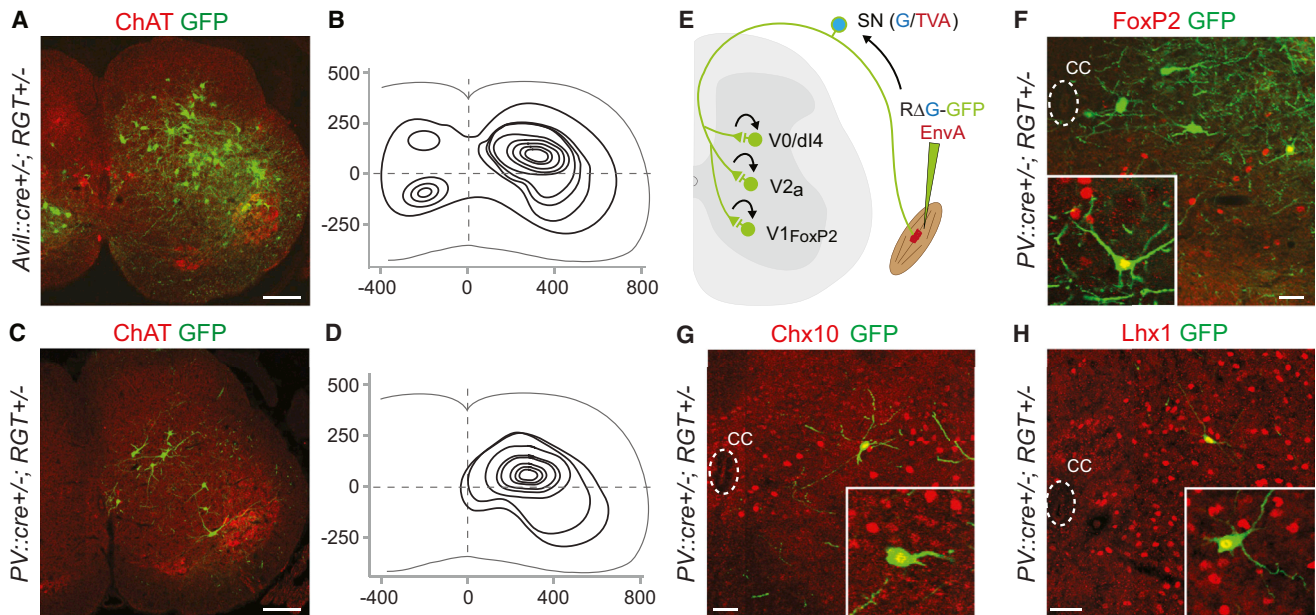 A
ChAT GFP
Avil::cre+/-; RGT+/-
B
500
250
0
-250
-400 0 400 800
C
ChAT GFP
PV::cre+/-; RGT+/-
D
500
250
0
-250
-400 0 400 800
E
SN (G/TVA)
RΔG-GFP
EnvA
V0/dI4
V2a
V1FoxP2
F
FoxP2 GFP
PV::cre+/-; RGT+/-
CC
G
Chx10 GFP
PV::cre+/-; RGT+/-
CC
H
Lhx1 GFP
PV::cre+/-; RGT+/-
CC